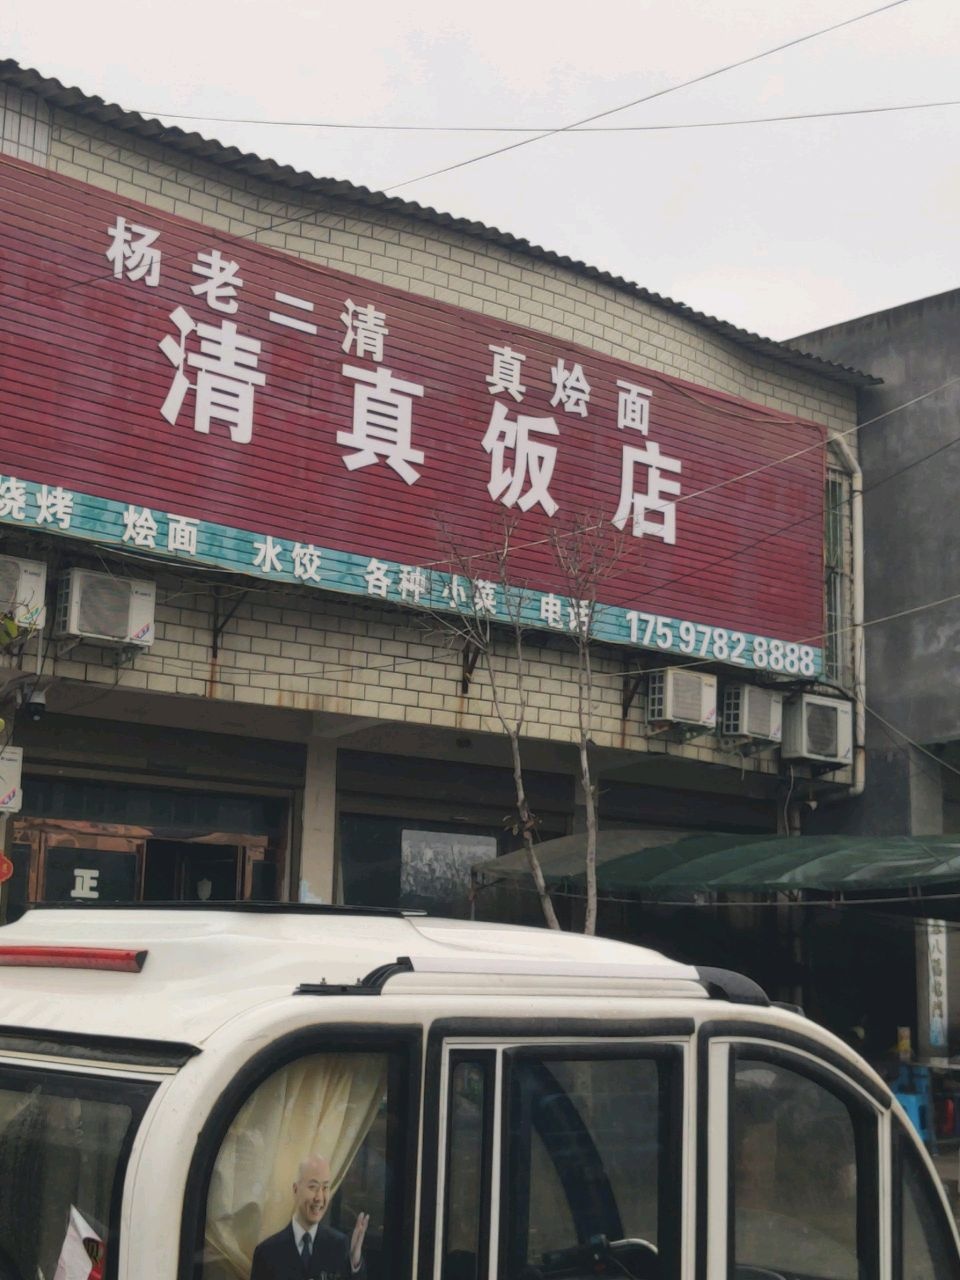 杨老二清真烩面
清真饭店
烧烤 烩面 水饺 各种小菜 电话 175 9782 8888
正